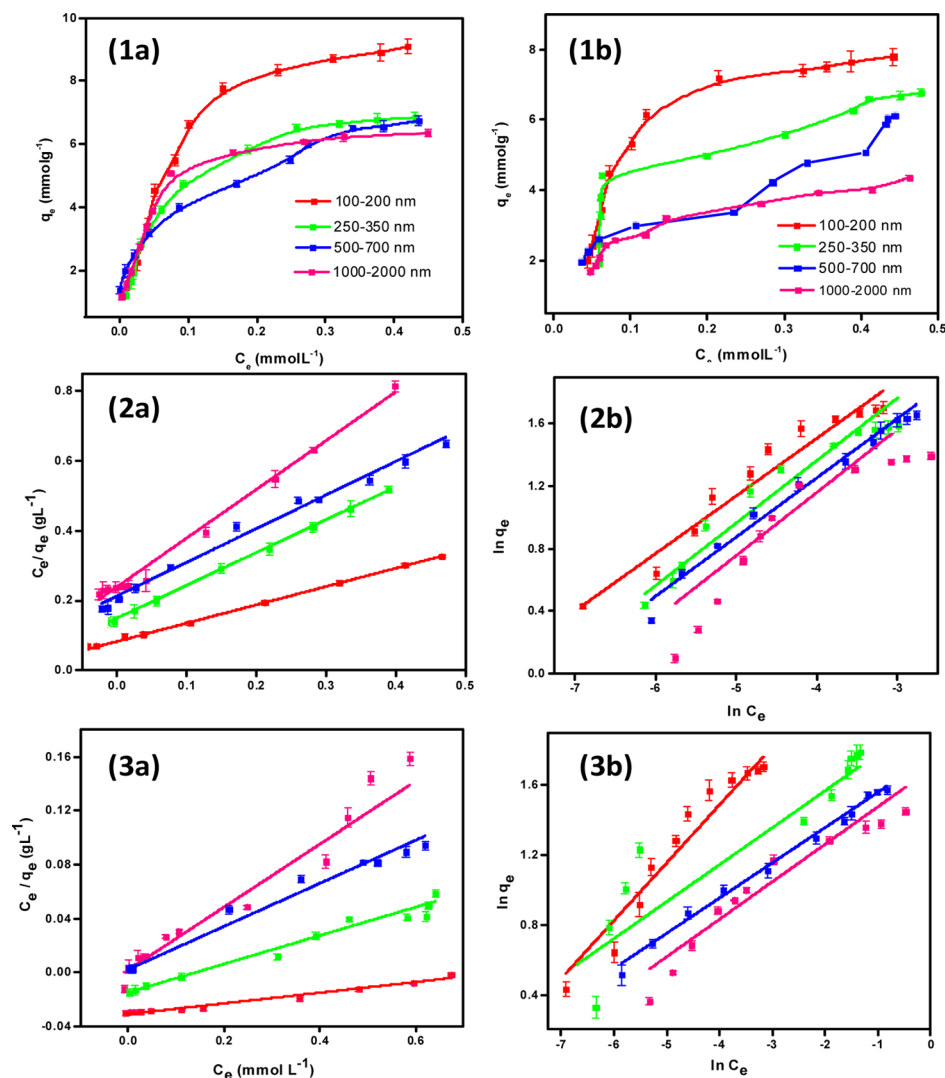 (1a)
10
8
6
4
2
qe (mmolg-1)
100-200 nm
250-350 nm
500-700 nm
1000-2000 nm
0.0 0.1 0.2 0.3 0.4 0.5
Ce (mmolL-1)
(1b)
8
6
4
2
0
qe (mmolg-1)
100-200 nm
250-350 nm
500-700 nm
1000-2000 nm
0.0 0.1 0.2 0.3 0.4 0.5
(mmolL-1)
(2a)
0.8
0.6
0.4
0.2
0.0
Ce/ qe (gL-1)
0.0 0.1 0.2 0.3 0.4 0.5
(2b)
1.6
1.2
0.8
0.4
0.0
ln qe
-7 -6 -5 -4 -3
ln Ce
(3a)
0.16
0.12
0.08
0.04
0.00
-0.04
Ce / qe (gL-1)
0.0 0.2 0.4 0.6
Ce (mmol L-1)
(3b)
1.6
1.2
0.8
0.4
ln qe
-7 -6 -5 -4 -3 -2 -1 0
ln Ce